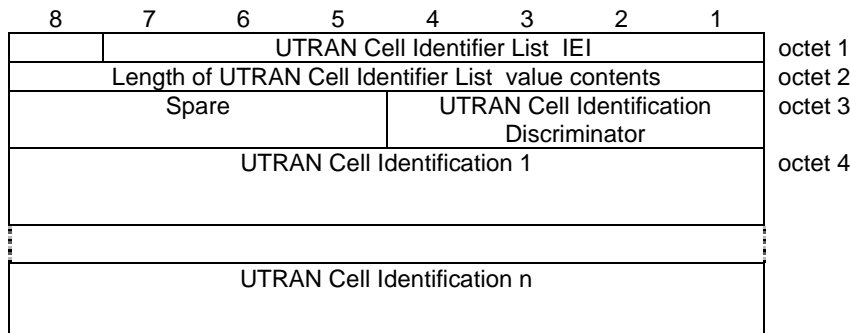 8 7 6 5 4 3 2 1
UTRAN Cell Identifier List IEI octet 1
Length of UTRAN Cell Identifier List value contents octet 2
Spare UTRAN Cell Identification octet 3
Discriminator
UTRAN Cell Identification 1 octet 4
UTRAN Cell Identification n